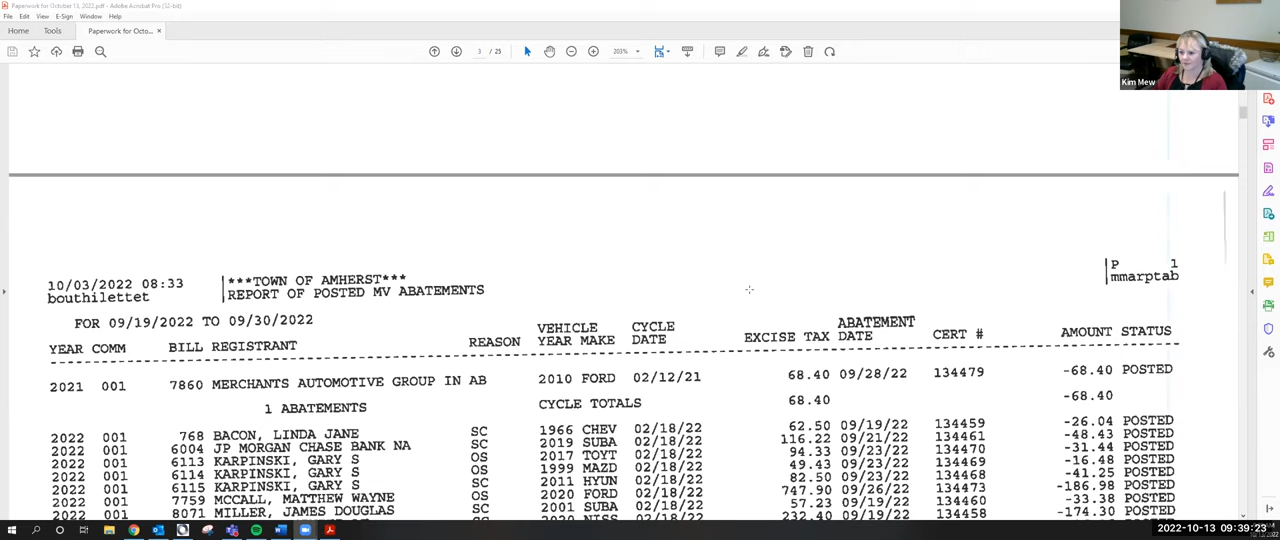 Paperwork for October 13, 2022.pdf - Adobe Acrobat Pro (32-bit)
File Edit View E-Sign Window Help
Home Tools Paperwork for Octo... ×
3 / 25 203%
Kim Mew
10/03/2022 08:33 ***TOWN OF AMHERST*** P 1
bouthilettet REPORT OF POSTED MV ABATEMENTS mmarptab
FOR 09/19/2022 TO 09/30/2022
VEHICLE CYCLE ABATEMENT
YEAR COMM BILL REGISTRANT REASON YEAR MAKE DATE EXCISE TAX DATE CERT # AMOUNT STATUS
2021 001 7860 MERCHANTS AUTOMOTIVE GROUP IN AB 2010 FORD 02/12/21 68.40 09/28/22 134479 -68.40 POSTED
1 ABATEMENTS CYCLE TOTALS 68.40 -68.40
2022 001 768 BACON, LINDA JANE SC 1966 CHEV 02/18/22 62.50 09/19/22 134459 -26.04 POSTED
2022 001 6004 JP MORGAN CHASE BANK NA SC 2019 SUBA 02/18/22 116.22 09/21/22 134461 -48.43 POSTED
2022 001 6113 KARPINSKI, GARY S OS 2017 TOYT 02/18/22 94.33 09/23/22 134470 -31.44 POSTED
2022 001 6114 KARPINSKI, GARY S OS 1999 MAZD 02/18/22 49.43 09/23/22 134469 -16.48 POSTED
2022 001 6115 KARPINSKI, GARY S SC 2011 HYUN 02/18/22 82.50 09/23/22 134468 -41.25 POSTED
2022 001 7759 MCCALL, MATTHEW WAYNE OS 2020 FORD 02/18/22 747.90 09/26/22 134473 -186.98 POSTED
2022 001 8071 MILLER, JAMES DOUGLAS SC 2001 SUBA 02/18/22 57.23 09/19/22 134460 -33.38 POSTED
SC 2020 NISS 02/18/22 232.40 09/19/22 134458 -174.30 POSTED
2022-10-13 09:39:23